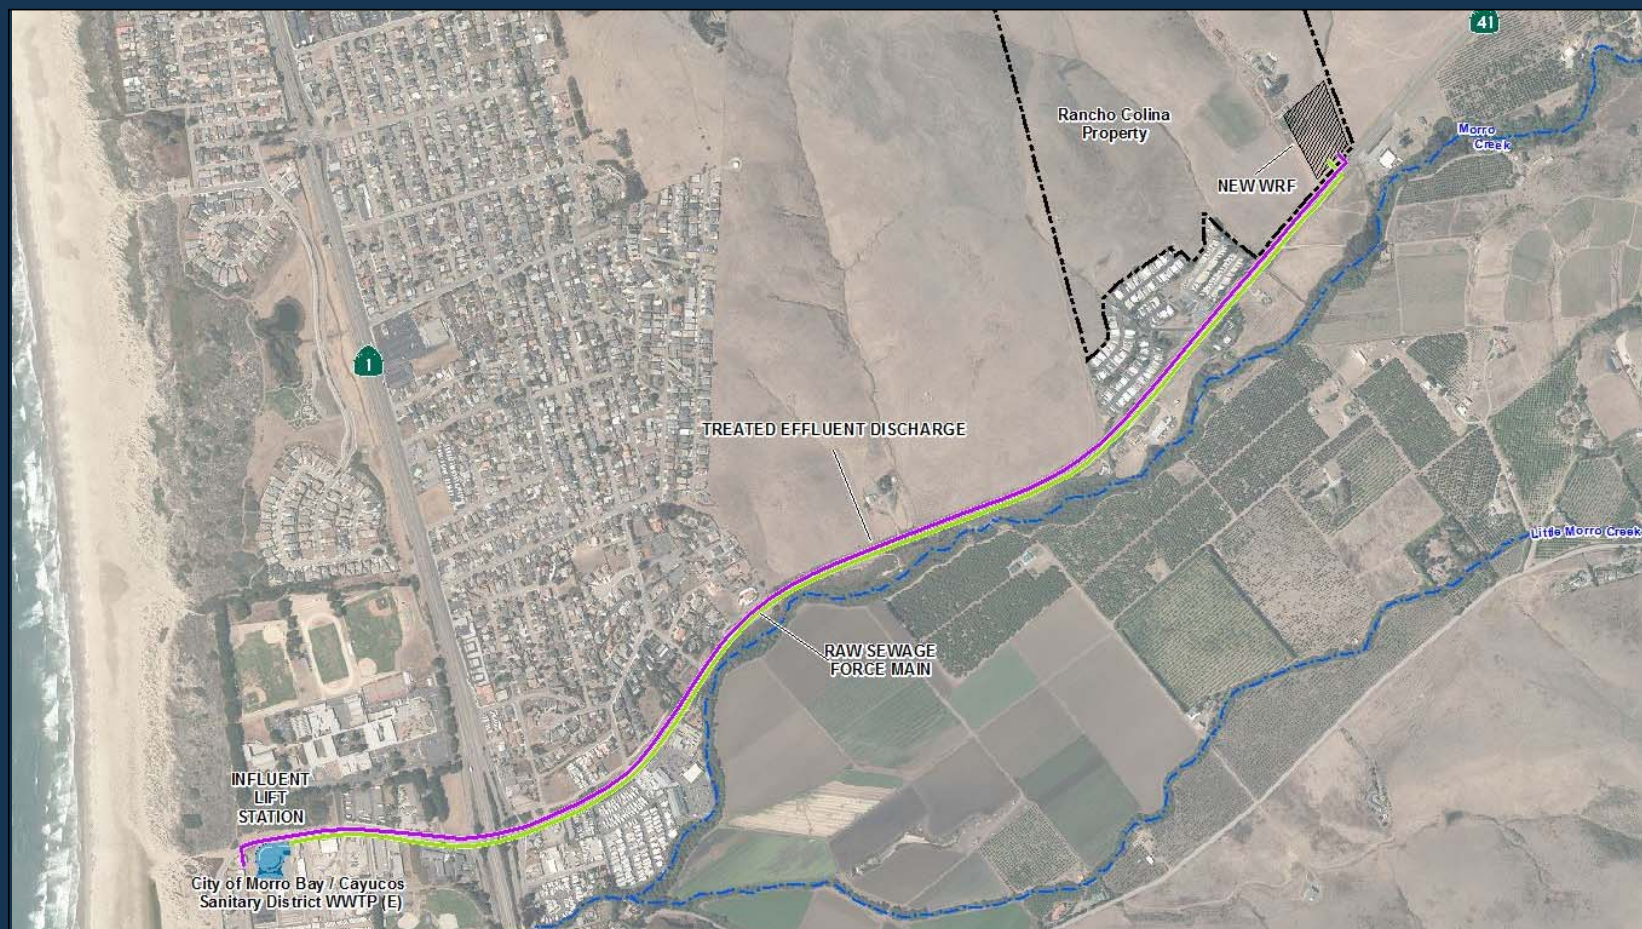 41
Rancho Colina
Property
Morro
Creek
NEW WRF
1
TREATED EFFLUENT DISCHARGE
Little Morro Creek
RAW SEWAGE
FORCE MAIN
INFLUENT
LIFT
STATION
City of Morro Bay / Cayucos
Sanitary District WWTP (E)